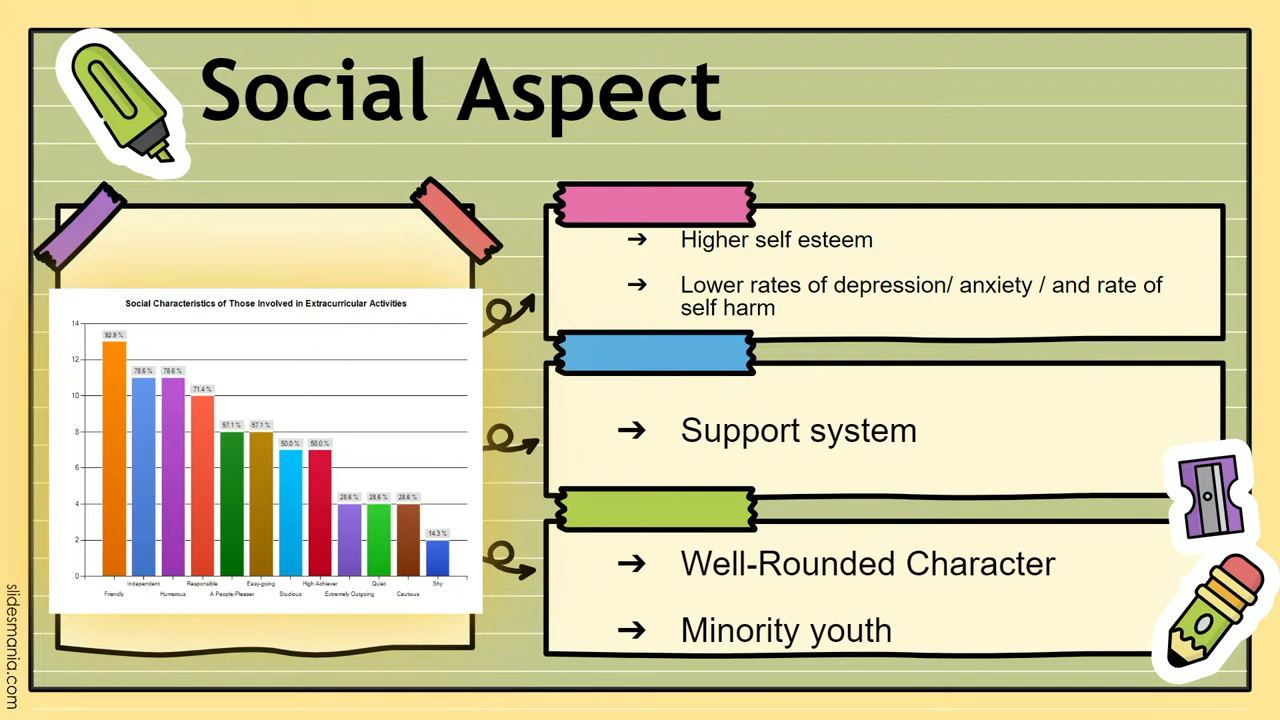 Social Aspect
Social Characteristics of Those Involved in Extracurricular Activities
14
12
10
8
6
4
2
0
92.9 %
78.6 %
78.6 %
71.4 %
57.1 %
57.1 %
50.0 %
50.0 %
28.6 %
28.6 %
28.6 %
14.3 %
Friendly
Independent
Humorous
Responsible
A People-Pleaser
Easy-going
Studious
High Achiever
Extremely Outgoing
Quiet
Cautious
Shy
➔ Higher self esteem
➔ Lower rates of depression/ anxiety / and rate of
self harm
➔ Support system
➔ Well-Rounded Character
➔ Minority youth
slidesmania.com